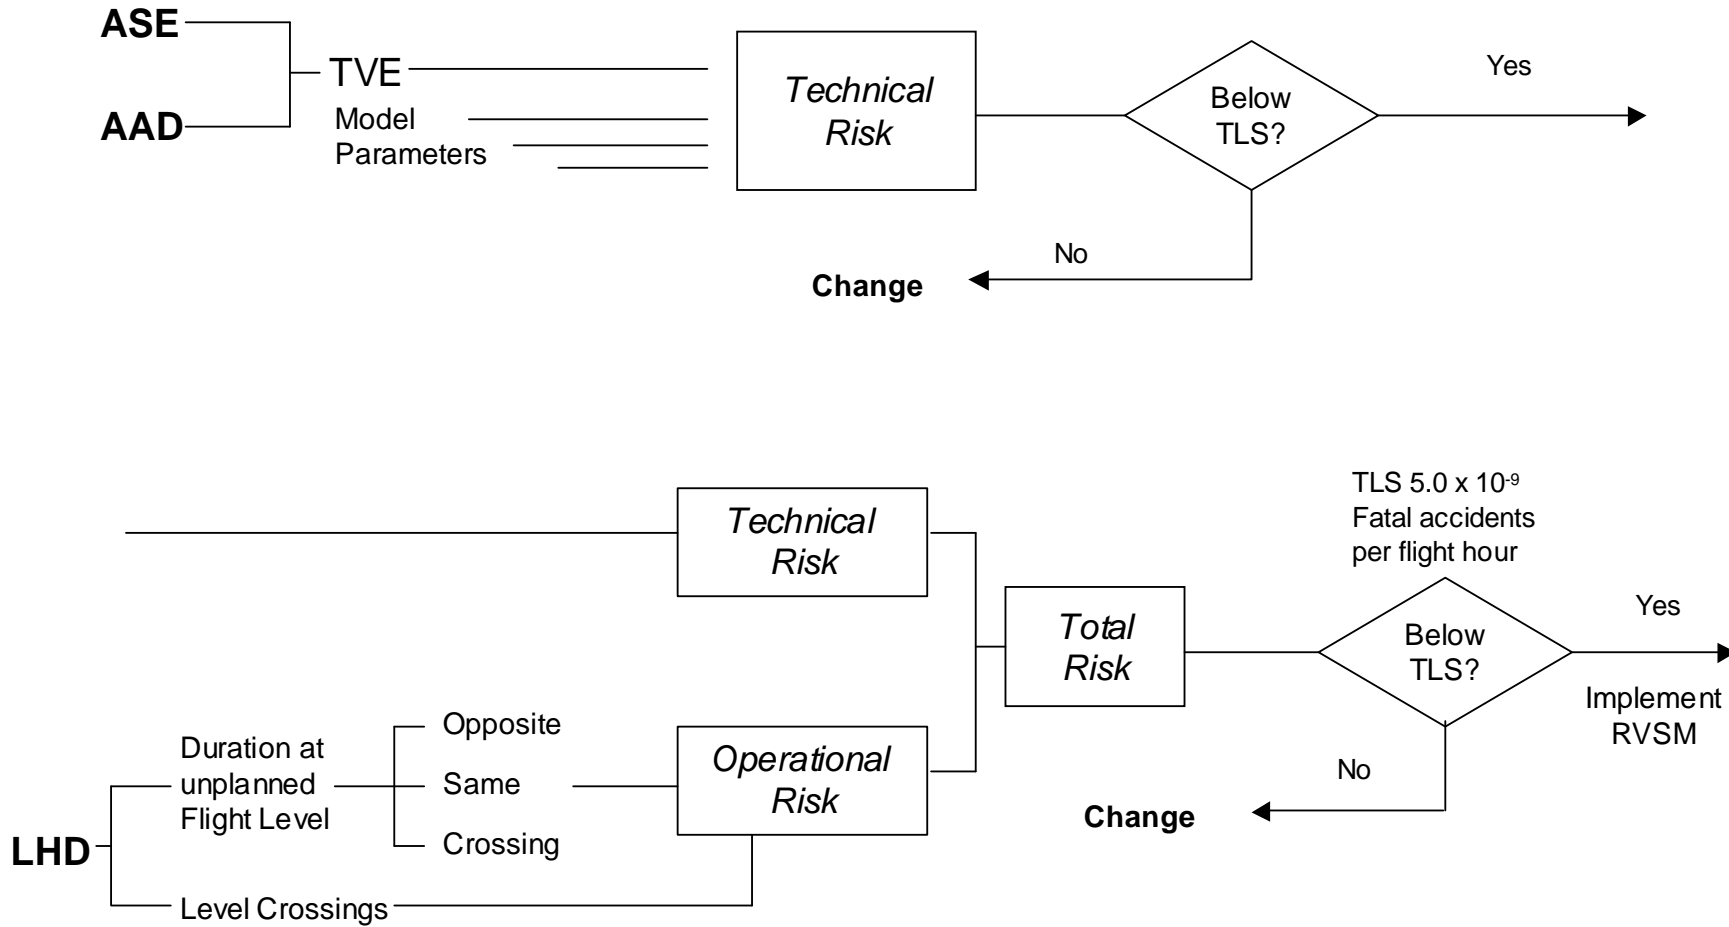 ASE
TVE
AAD
Model
Parameters
Technical
Risk
Below
TLS?
Yes
No
Change
TLS 5.0 x 10⁻⁹
Fatal accidents
per flight hour
Technical
Risk
Total
Risk
Below
TLS?
Yes
Implement
RVSM
No
Change
LHD
Duration at
unplanned
Flight Level
Opposite
Same
Crossing
Operational
Risk
Level Crossings